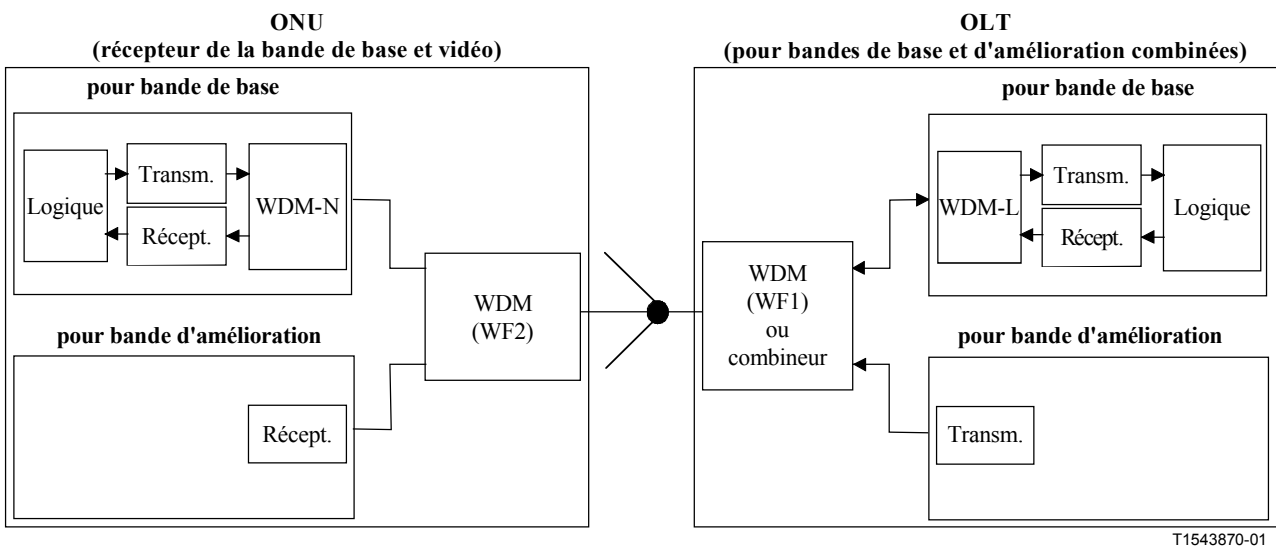 ONU
(récepteur de la bande de base et vidéo)
pour bande de base
Logique
Transm.
Récept.
WDM-N
pour bande d'amélioration
Récept.
WDM
(WF2)
OLT
(pour bandes de base et d'amélioration combinées)
pour bande de base
WDM-L
Transm.
Récept.
Logique
WDM
(WF1)
ou
combineur
pour bande d'amélioration
Transm.
T1543870-01